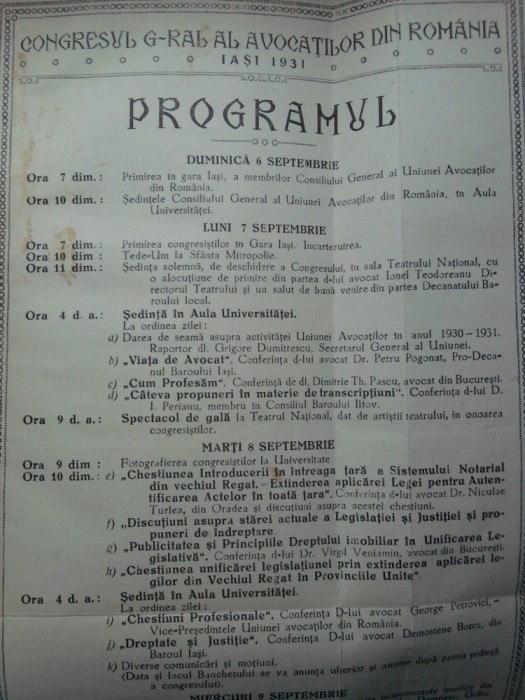 CONGRESUL G-RAL AL AVOCAȚILOR DIN ROMÂNIA
IAȘI 1931
PROGRAMUL
DUMINICĂ 6 SEPTEMBRIE
Ora 7 dim.: Primirea în gara Iași, a membrilor Consiliului General al Uniunei Avocaților
din România.
Ora 10 dim.: Ședințele Consiliului General al Uniunei Avocaților din România, în Aula
Universităței.
LUNI 7 SEPTEMBRIE
Ora 7 dim.: Primirea congresiștilor în Gara Iași. Incarteruirea.
Ora 10 dim : Tede-Um la Sfânta Mitropolie.
Ora 11 dim.: Ședința solemnă, de deschidere a Congresului, în sala Teatrului Național, cu
o alocuțiune de primire din partea d-lui avocat Ionel Teodoreanu Di-
rectorul Teatrului și un salut de bună venire din partea Decanatului Ba-
roului local.
Ora 4 d. a.: Ședință în Aula Universităței.
La ordinea zilei :
a) Darea de seamă asupra activităței Uniunei Avocaților în anul 1930-1931.
Raportor dl. Grigore Dumitrescu, Secretarul General al Uniunei.
b) „Viața de Avocat". Conferința d-lui avocat Dr. Petru Pogonat, Pro-Deca-
nul Baroului Iași.
c) „Cum Profesăm". Conferința de dl. Dimitrie Th. Pascu, avocat din București.
d) „Câteva propuneri în materie de transcripțiuni". Conferința d-lui D.
I. Perianu, membru în Consiliul Baroului Ilfov.
Ora 9 d. a.: Spectacol de gală la Teatrul Național, dat de artiștii teatrului, în onoarea
congresiștilor.
MARȚI 8 SEPTEMBRIE
Ora 9 dim : Fotografierea congresiștilor la Universitate
Ora 10 dim.: e) „Chestiunea Introducerii în întreaga țară a Sistemului Notarial
din vechiul Regat.- Extinderea aplicărei Legei pentru Auten-
tificarea Actelor în toată țara". Conferința d-lui avocat Dr. Niculae
Turlea, din Oradea și discuțiuni asupra acestei chestiuni.
f) „Discuțiuni asupra stărei actuale a Legislației și Justiției și pro-
puneri de îndreptare.
g) „Publicitatea și Principiile Dreptului imobiliar în Unificarea Le-
gislativă". Conferința d-lui Dr. Virgil Veniamin, avocat din București.
h) „Chestiunea unificărei legislațiunei prin extinderea aplicărei le-
gilor din Vechiul Regat în Provinciile Unite".
Ora 4 d. a.: Ședință în Aula Universităței.
La ordinea zilei :
i) „Chestiuni Profesionale". Conferința D-lui avocat George Petrovici, -
Vice-Președintele Uniunei avocaților din România.
j) „Dreptate și Justiție". Conferința D-lui avocat Demostene Botez, din
Baroul Iași.
k) Diverse comunicări și moțiuni.
(Data și locul Banchetului se va anunța ulterior și anume după prima ședință
a congresului).
MIERCURI 9 SEPTEMBRIE